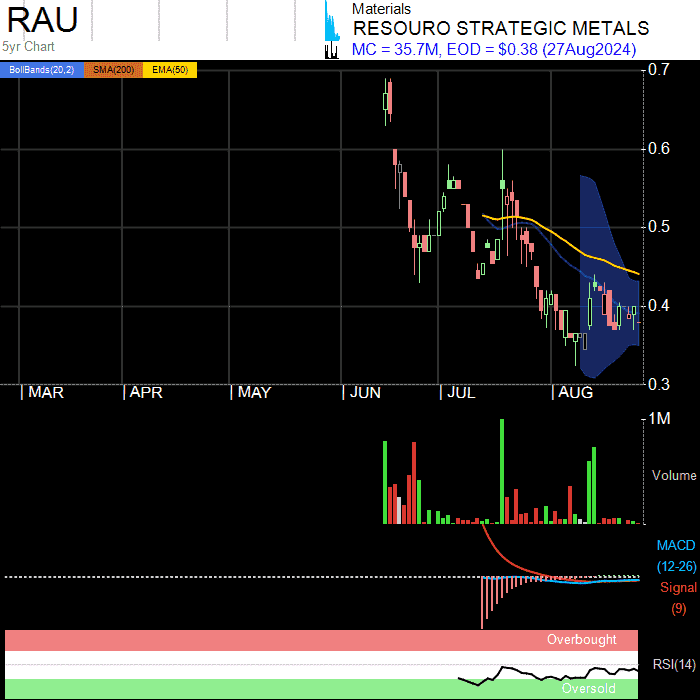 RAU
5yr Chart
Materials
RESOURO STRATEGIC METALS
MC = 35.7M, EOD = $0.38 (27Aug2024)
BollBands(20,2) SMA(200) EMA(50)
0.7
0.6
0.5
0.4
0.3
MAR APR MAY JUN JUL AUG
1M
Volume
MACD
(12-26)
Signal
(9)
Overbought
RSI(14)
Oversold